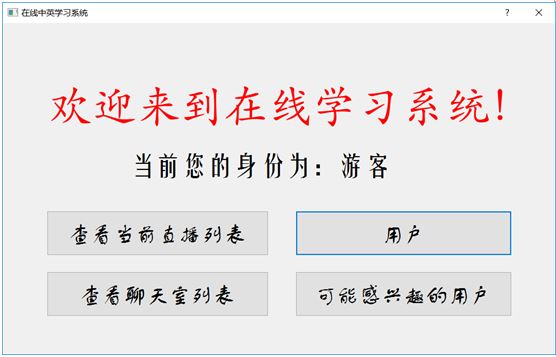 在线中英学习系统
欢迎来到在线学习系统!
当前您的身份为: 游客
查看当前直播列表
用户
查看聊天室列表
可能感兴趣的用户